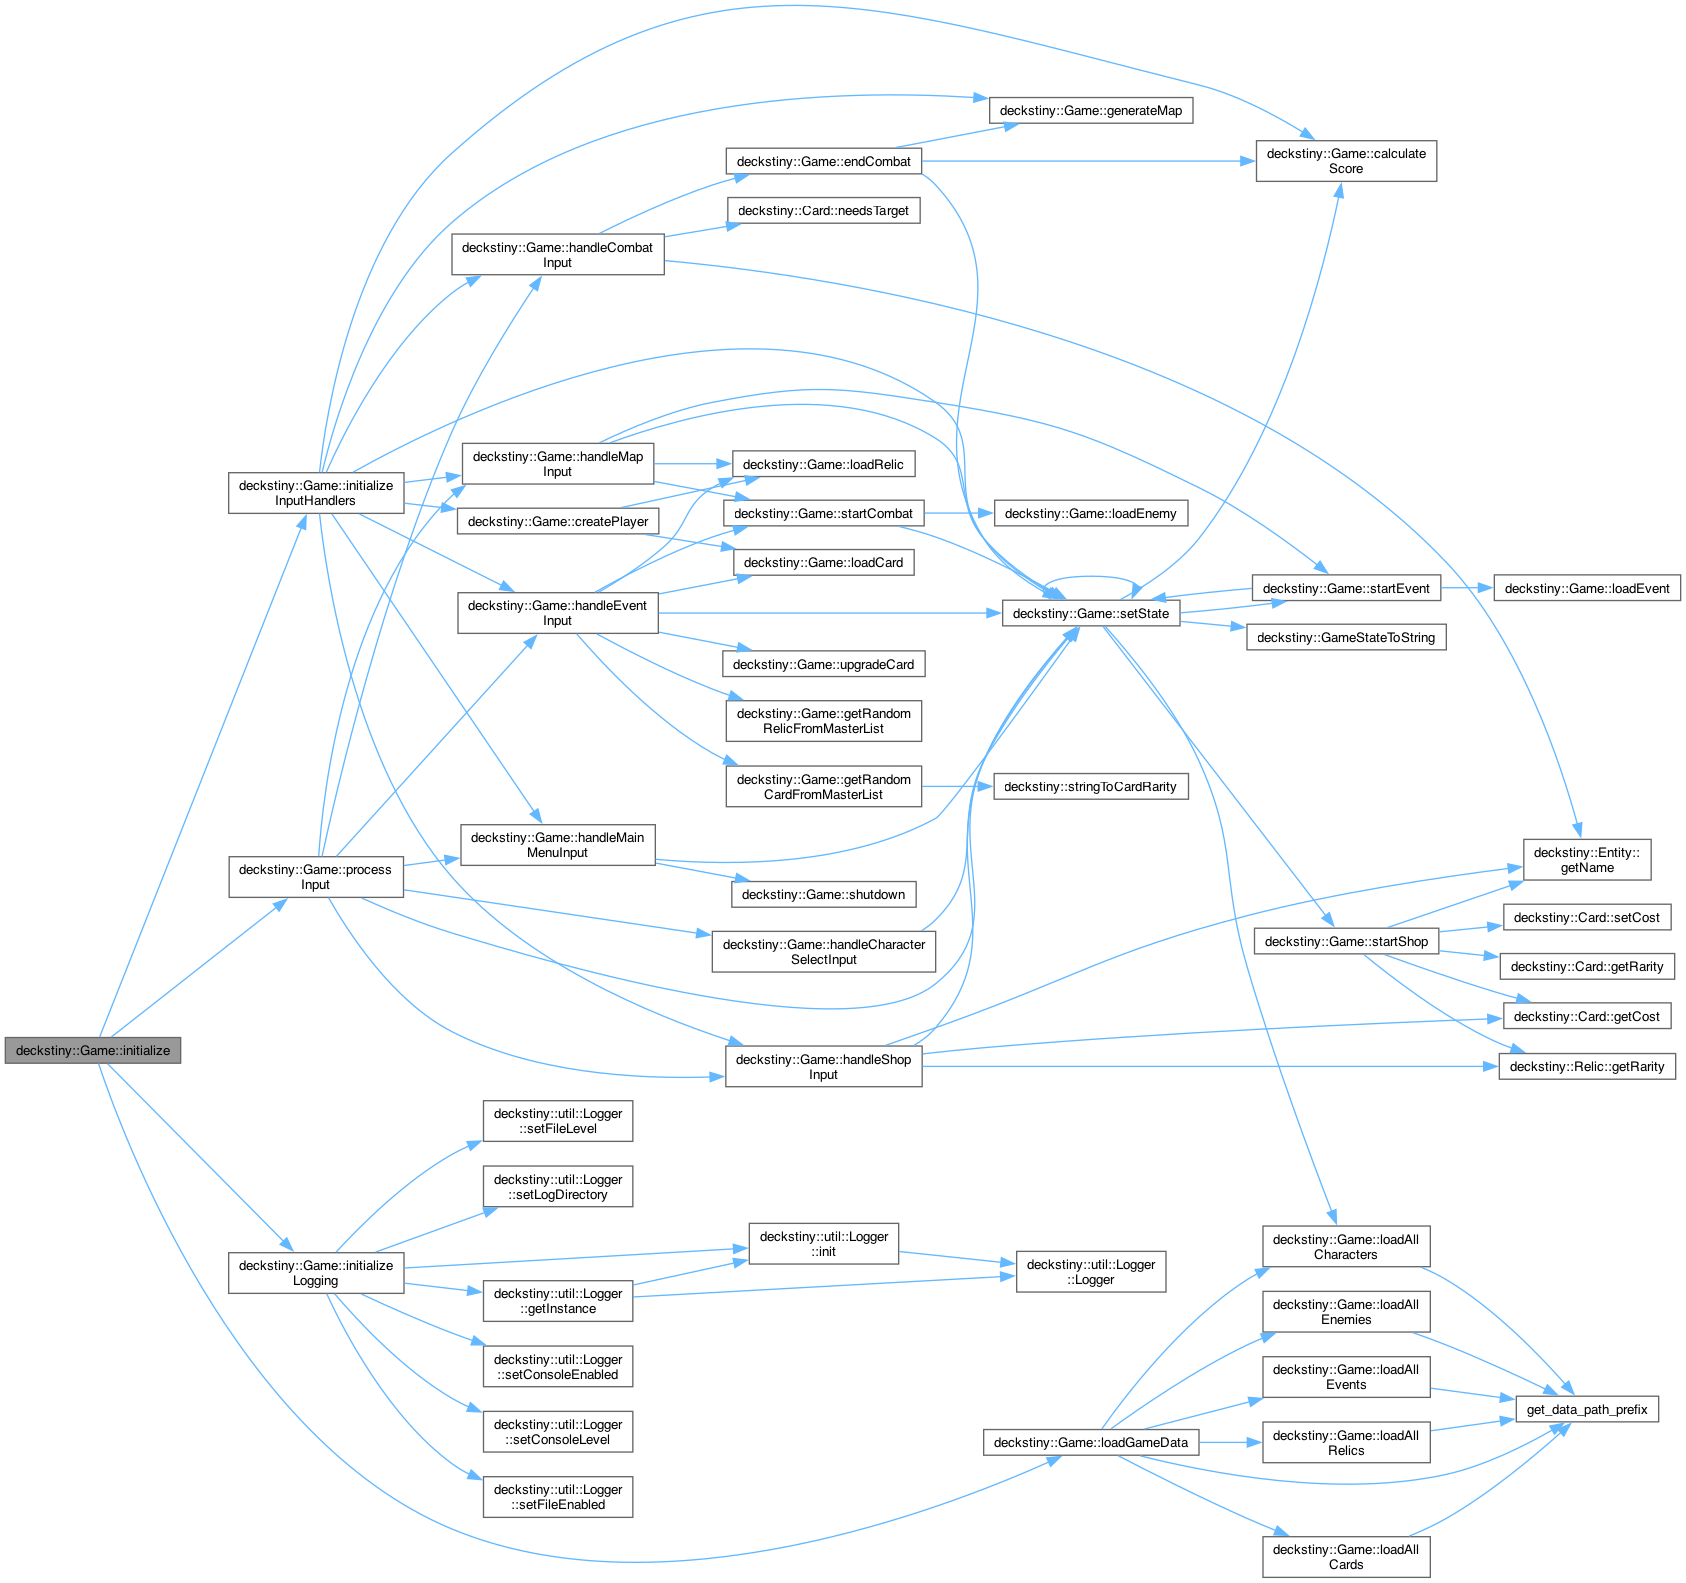 deckstiny::Game::generateMap
deckstiny::Game::calculate
Score
deckstiny::Game::endCombat
deckstiny::Card::needsTarget
deckstiny::Game::handleCombat
Input
deckstiny::Game::handleMap
Input
deckstiny::Game::loadRelic
deckstiny::Game::initialize
InputHandlers
deckstiny::Game::createPlayer
deckstiny::Game::startCombat
deckstiny::Game::loadEnemy
deckstiny::Game::loadCard
deckstiny::Game::startEvent
deckstiny::Game::loadEvent
deckstiny::Game::handleEvent
Input
deckstiny::Game::setState
deckstiny::GameStateToString
deckstiny::Game::upgradeCard
deckstiny::Game::getRandom
RelicFromMasterList
deckstiny::Game::getRandom
CardFromMasterList
deckstiny::stringToCardRarity
deckstiny::Game::handleMain
MenuInput
deckstiny::Game::process
Input
deckstiny::Game::shutdown
deckstiny::Entity::
getName
deckstiny::Card::setCost
deckstiny::Game::handleCharacter
SelectInput
deckstiny::Game::startShop
deckstiny::Card::getRarity
deckstiny::Card::getCost
deckstiny::Game::initialize
deckstiny::Game::handleShop
Input
deckstiny::Relic::getRarity
deckstiny::util::Logger
::setFileLevel
deckstiny::util::Logger
::setLogDirectory
deckstiny::util::Logger
::init
deckstiny::Game::loadAll
Characters
deckstiny::Game::initialize
Logging
deckstiny::util::Logger
::Logger
deckstiny::util::Logger
::getInstance
deckstiny::Game::loadAll
Enemies
deckstiny::util::Logger
::setConsoleEnabled
deckstiny::Game::loadAll
Events
get_data_path_prefix
deckstiny::util::Logger
::setConsoleLevel
deckstiny::Game::loadGameData
deckstiny::Game::loadAll
Relics
deckstiny::util::Logger
::setFileEnabled
deckstiny::Game::loadAll
Cards